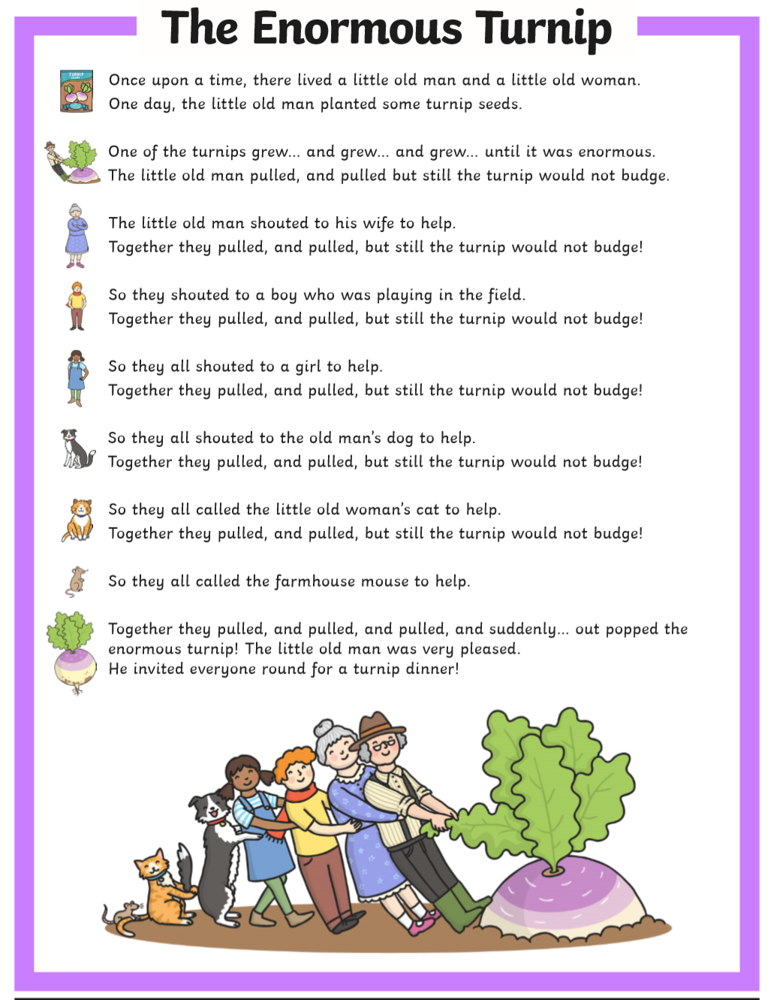 The Enormous Turnip
TURNIP
Once upon a time, there lived a little old man and a little old woman.
One day, the little old man planted some turnip seeds.
One of the turnips grew... and grew... and grew... until it was enormous.
The little old man pulled, and pulled but still the turnip would not budge.
The little old man shouted to his wife to help.
Together they pulled, and pulled, but still the turnip would not budge!
So they shouted to a boy who was playing in the field.
Together they pulled, and pulled, but still the turnip would not budge!
So they all shouted to a girl to help.
Together they pulled, and pulled, but still the turnip would not budge!
So they all shouted to the old man's dog to help.
Together they pulled, and pulled, but still the turnip would not budge!
So they all called the little old woman's cat to help.
Together they pulled, and pulled, but still the turnip would not budge!
So they all called the farmhouse mouse to help.
Together they pulled, and pulled, and pulled, and suddenly... out popped the
enormous turnip! The little old man was very pleased.
He invited everyone round for a turnip dinner!